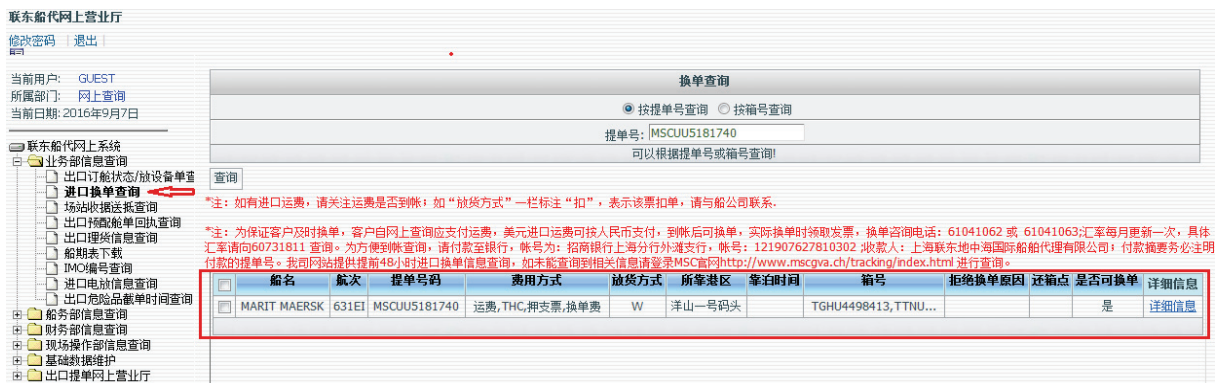 联东船代网上营业厅
修改密码 | 退出 |
当前用户: GUEST
所属部门: 网上查询
当前日期: 2016年9月7日
联东船代网上系统
业务部信息查询
出口订舱状态/放设备单查
进口换单查询
场站收据送抵查询
出口预配舱单回执查询
出口理货信息查询
船期表下载
IMO编号查询
进口电放信息查询
出口危险品截单时间查询
船务部信息查询
财务部信息查询
现场操作部信息查询
基础数据维护
出口提单网上营业厅
换单查询
按提单号查询 按箱号查询
提单号: MSCUU5181740
可以根据提单号或箱号查询!
查询
*注：如有进口运费，请关注运费是否到帐；如“放货方式”一栏标注“扣”，表示该票扣单，请与船公司联系.
*注：为保证客户及时换单，客户自网上查询应支付运费，美元进口运费可按人民币支付，到帐后可换单，实际换单时领取发票，换单咨询电话：61041062 或 61041063;汇率每月更新一次，具体
汇率请向60731811 查询。为方便到帐查询，请付款至银行，帐号为：招商银行上海分行外滩支行，帐号：121907627810302 ;收款人：上海联东地中海国际船舶代理有限公司；付款摘要务必注明
付款的提单号。我司网站提供提前48小时进口换单信息查询，如未能查询到相关信息请登录MSC官网http://www.mscgva.ch/tracking/index.html 进行查询。
船名 航次 提单号码 费用方式 放货方式 所靠港区 靠泊时间 箱号 拒绝换单原因 还箱点 是否可换单 详细信息
MARIT MAERSK 631EI MSCUU5181740 运费,THC,押支票,换单费 W 洋山一号码头 TGHU4498413,TTNU... 是 详细信息